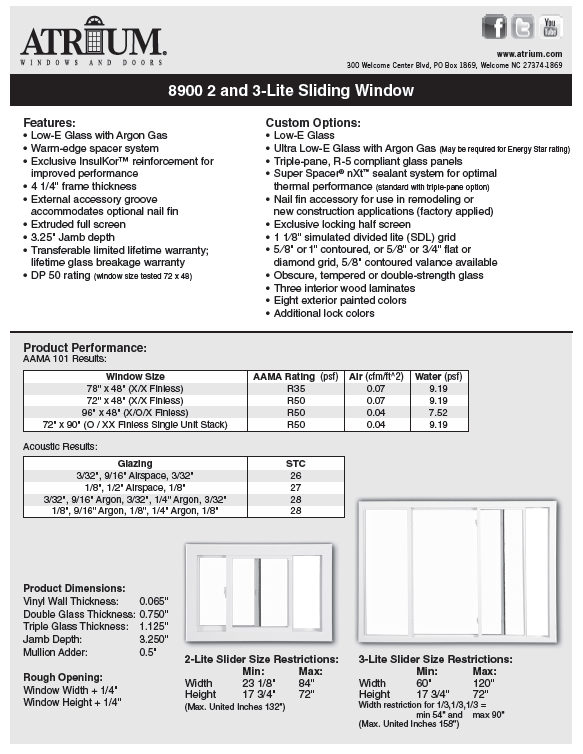 ATRIUM.
WINDOWS AND DOORS
f t You Tube
www.atrium.com
300 Welcome Center Blvd, PO Box 1869, Welcome NC 27374-1869
8900 2 and 3-Lite Sliding Window
Features:
• Low-E Glass with Argon Gas
• Warm-edge spacer system
• Exclusive InsulKor™ reinforcement for
improved performance
• 4 1/4" frame thickness
• External accessory groove
accommodates optional nail fin
• Extruded full screen
• 3.25" Jamb depth
• Transferable limited lifetime warranty;
lifetime glass breakage warranty
• DP 50 rating (window size tested 72 x 48)
Custom Options:
• Low-E Glass
• Ultra Low-E Glass with Argon Gas (May be required for Energy Star rating)
• Triple-pane, R-5 compliant glass panels
• Super Spacer® nXt™ sealant system for optimal
thermal performance (standard with triple-pane option)
• Nail fin accessory for use in remodeling or
new construction applications (factory applied)
• Exclusive locking half screen
• 1 1/8" simulated divided lite (SDL) grid
• 5/8" or 1" contoured, or 5/8" or 3/4" flat or
diamond grid, 5/8" contoured valance available
• Obscure, tempered or double-strength glass
• Three interior wood laminates
• Eight exterior painted colors
• Additional lock colors
Product Performance:
AAMA 101 Results:
Window Size AAMA Rating (psf) Air (cfm/ft^2) Water (psf)
78" x 48" (X/X Finless) R35 0.07 9.19
72" x 48" (X/X Finless) R50 0.07 9.19
96" x 48" (X/O/X Finless) R50 0.04 7.52
72" x 90" (O / XX Finless Single Unit Stack) R50 0.04 9.19
Acoustic Results:
Glazing STC
3/32", 9/16" Airspace, 3/32" 26
1/8", 1/2" Airspace, 1/8" 27
3/32", 9/16" Argon, 3/32", 1/4" Argon, 3/32" 28
1/8", 9/16" Argon, 1/8", 1/4" Argon, 1/8" 28
Product Dimensions:
Vinyl Wall Thickness: 0.065"
Double Glass Thickness: 0.750"
Triple Glass Thickness: 1.125"
Jamb Depth: 3.250"
Mullion Adder: 0.5"
Rough Opening:
Window Width + 1/4"
Window Height + 1/4"
2-Lite Slider Size Restrictions:
Min: Max:
Width 23 1/8" 84"
Height 17 3/4" 72"
(Max. United Inches 132")
3-Lite Slider Size Restrictions:
Min: Max:
Width 60" 120"
Height 17 3/4" 72"
Width restriction for 1/3,1/3,1/3 =
min 54" and max 90"
(Max. United Inches 158")